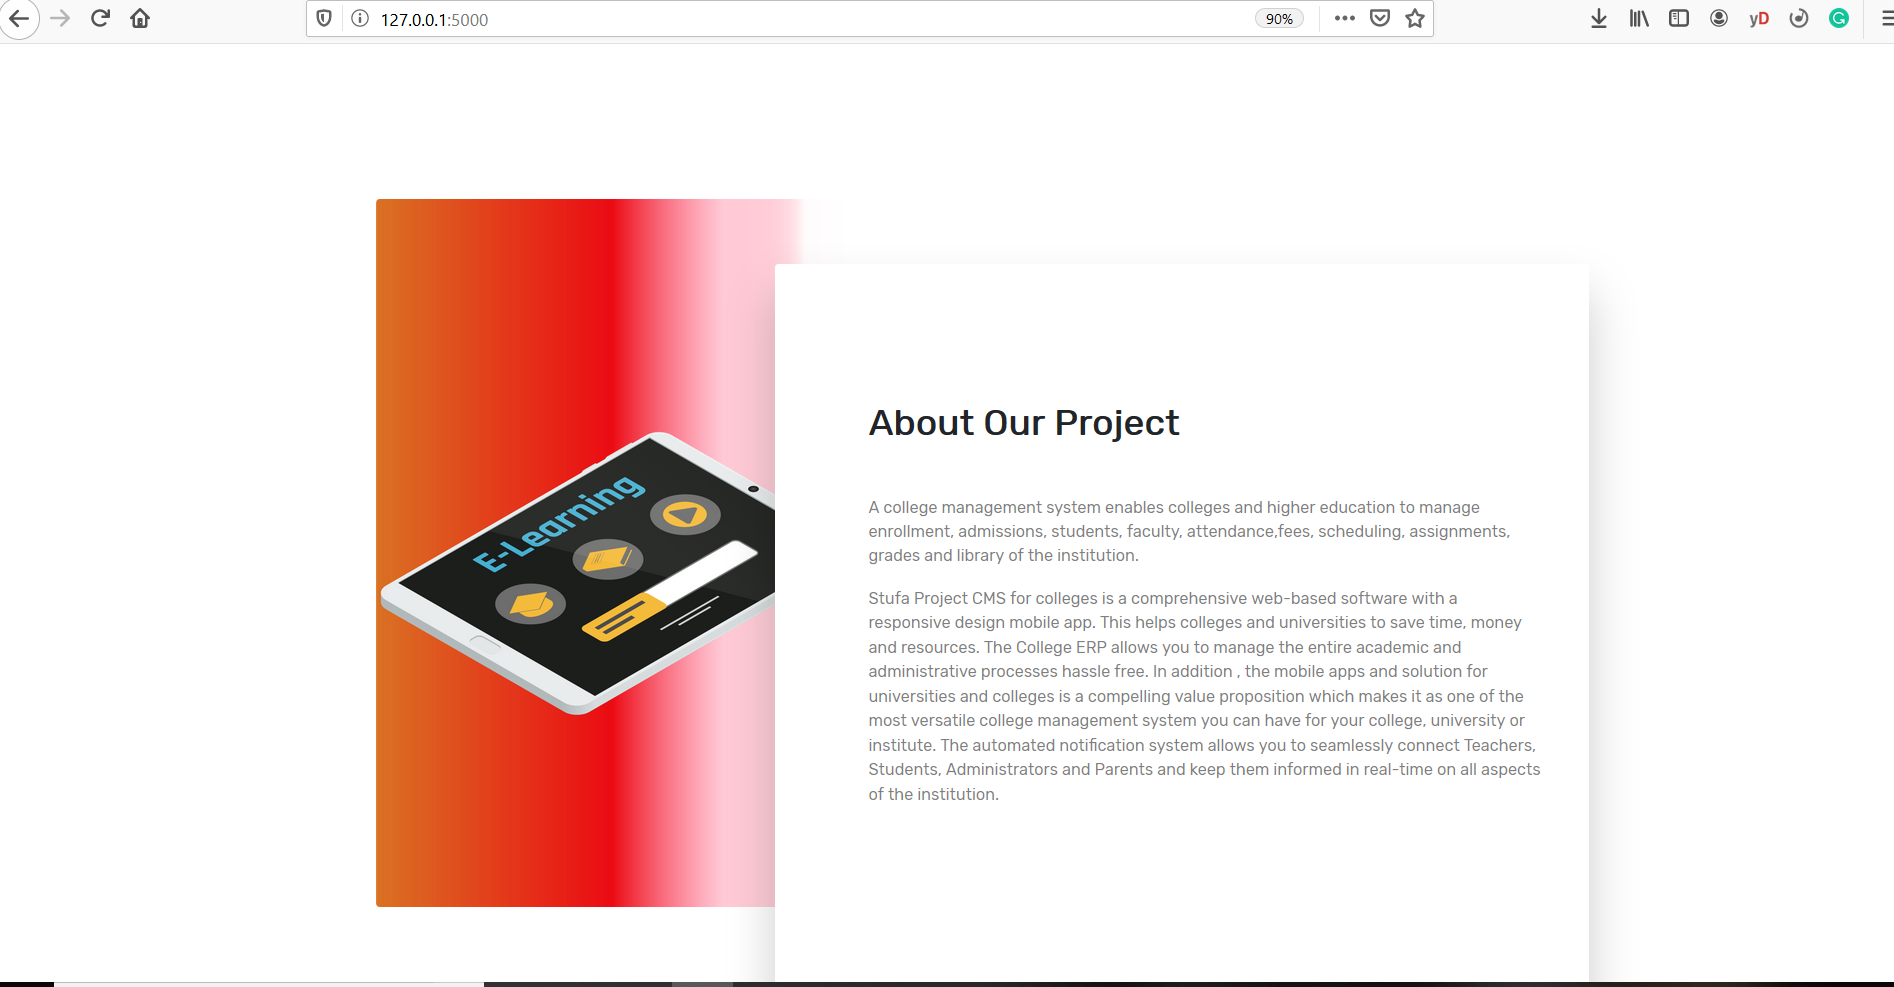 127.0.0.1:5000
90%
yD
E-Learning
About Our Project
A college management system enables colleges and higher education to manage
enrollment, admissions, students, faculty, attendance,fees, scheduling, assignments,
grades and library of the institution.
Stufa Project CMS for colleges is a comprehensive web-based software with a
responsive design mobile app. This helps colleges and universities to save time, money
and resources. The College ERP allows you to manage the entire academic and
administrative processes hassle free. In addition , the mobile apps and solution for
universities and colleges is a compelling value proposition which makes it as one of the
most versatile college management system you can have for your college, university or
institute. The automated notification system allows you to seamlessly connect Teachers,
Students, Administrators and Parents and keep them informed in real-time on all aspects
of the institution.